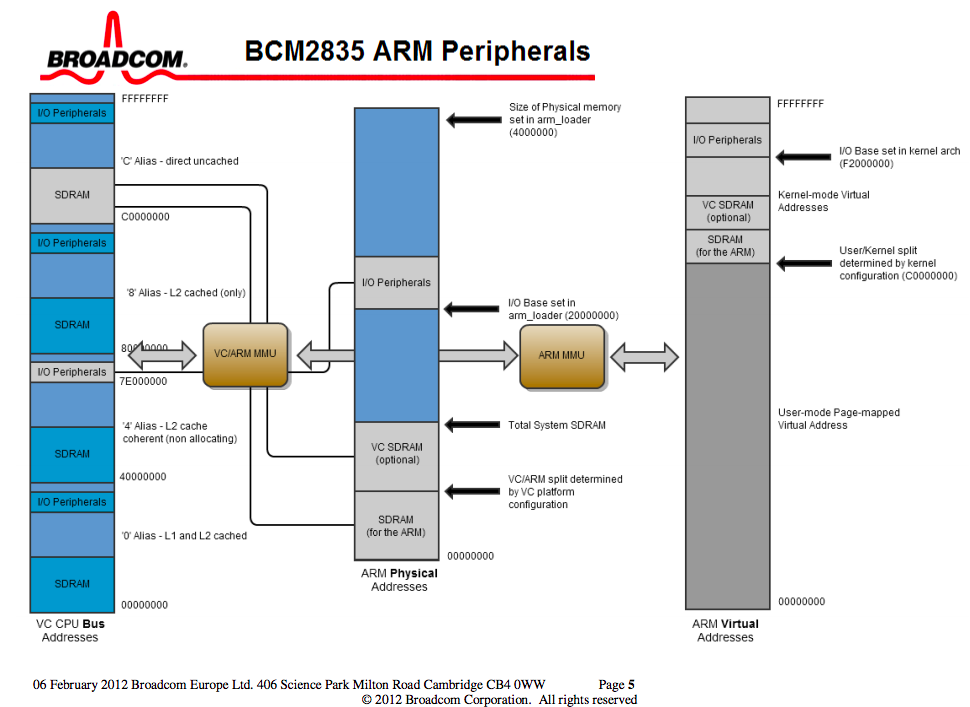 BROADCOM.
BCM2835 ARM Peripherals
FFFFFFFF
I/O Peripherals
'C' Alias - direct uncached
SDRAM
C0000000
I/O Peripherals
'8' Alias - L2 cached (only)
SDRAM
80000000
I/O Peripherals
7E000000
'4' Alias - L2 cache
coherent (non allocating)
SDRAM
40000000
I/O Peripherals
'0' Alias - L1 and L2 cached
SDRAM
00000000
VC CPU Bus
Addresses
VC/ARM MMU
Size of Physical memory
set in arm_loader
(4000000)
I/O Peripherals
I/O Base set in
arm_loader (20000000)
Total System SDRAM
VC SDRAM
(optional)
VC/ARM split determined
by VC platform
configuration
SDRAM
(for the ARM)
00000000
ARM Physical
Addresses
ARM MMU
FFFFFFFF
I/O Peripherals
I/O Base set in kernel arch
(F2000000)
Kernel-mode Virtual
Addresses
VC SDRAM
(optional)
SDRAM
(for the ARM)
User/Kernel split
determined by kernel
configuration (C0000000)
User-mode Page-mapped
Virtual Address
00000000
ARM Virtual
Addresses
06 February 2012 Broadcom Europe Ltd. 406 Science Park Milton Road Cambridge CB4 0WW Page 5
© 2012 Broadcom Corporation. All rights reserved